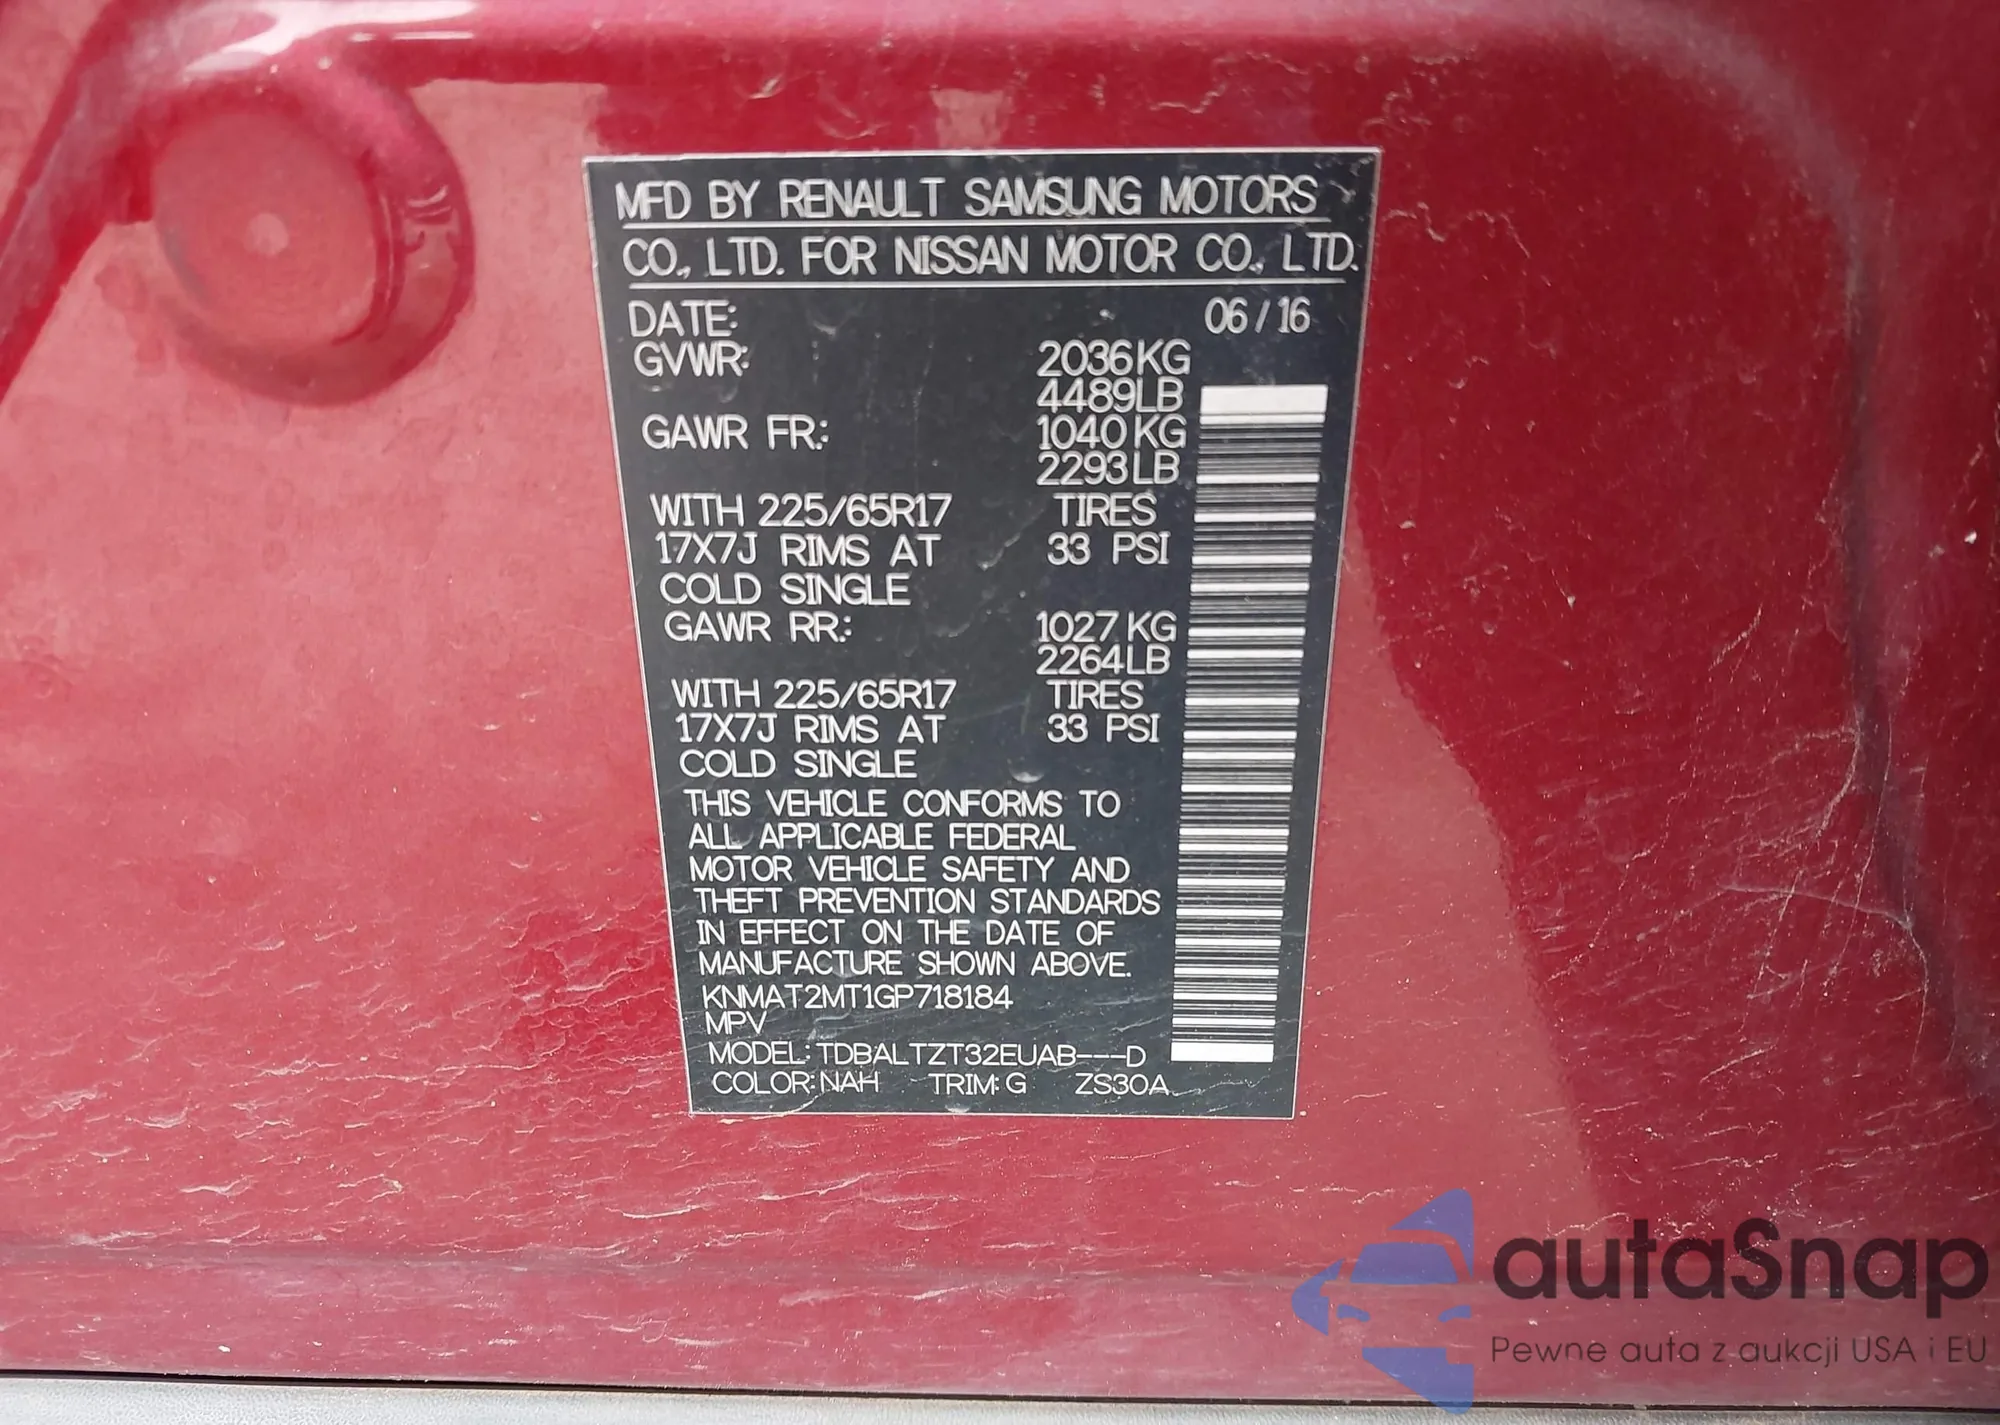 MFD BY RENAULT SAMSUNG MOTORS
CO., LTD. FOR NISSAN MOTOR CO., LTD.
DATE: 06 / 16
GVWR: 2036KG
4489LB
GAWR FR.: 1040KG
2293LB
WITH 225/65R17 TIRES
17X7J RIMS AT 33 PSI
COLD SINGLE
GAWR RR.: 1027KG
2264LB
WITH 225/65R17 TIRES
17X7J RIMS AT 33 PSI
COLD SINGLE
THIS VEHICLE CONFORMS TO
ALL APPLICABLE FEDERAL
MOTOR VEHICLE SAFETY AND
THEFT PREVENTION STANDARDS
IN EFFECT ON THE DATE OF
MANUFACTURE SHOWN ABOVE.
KNMAT2MT1GP718184
MPV
MODEL: TDBALTZT32EUAB---D
COLOR: NAH TRIM: G ZS30A
autaSnap
Pewne auta z aukcji USA i EU